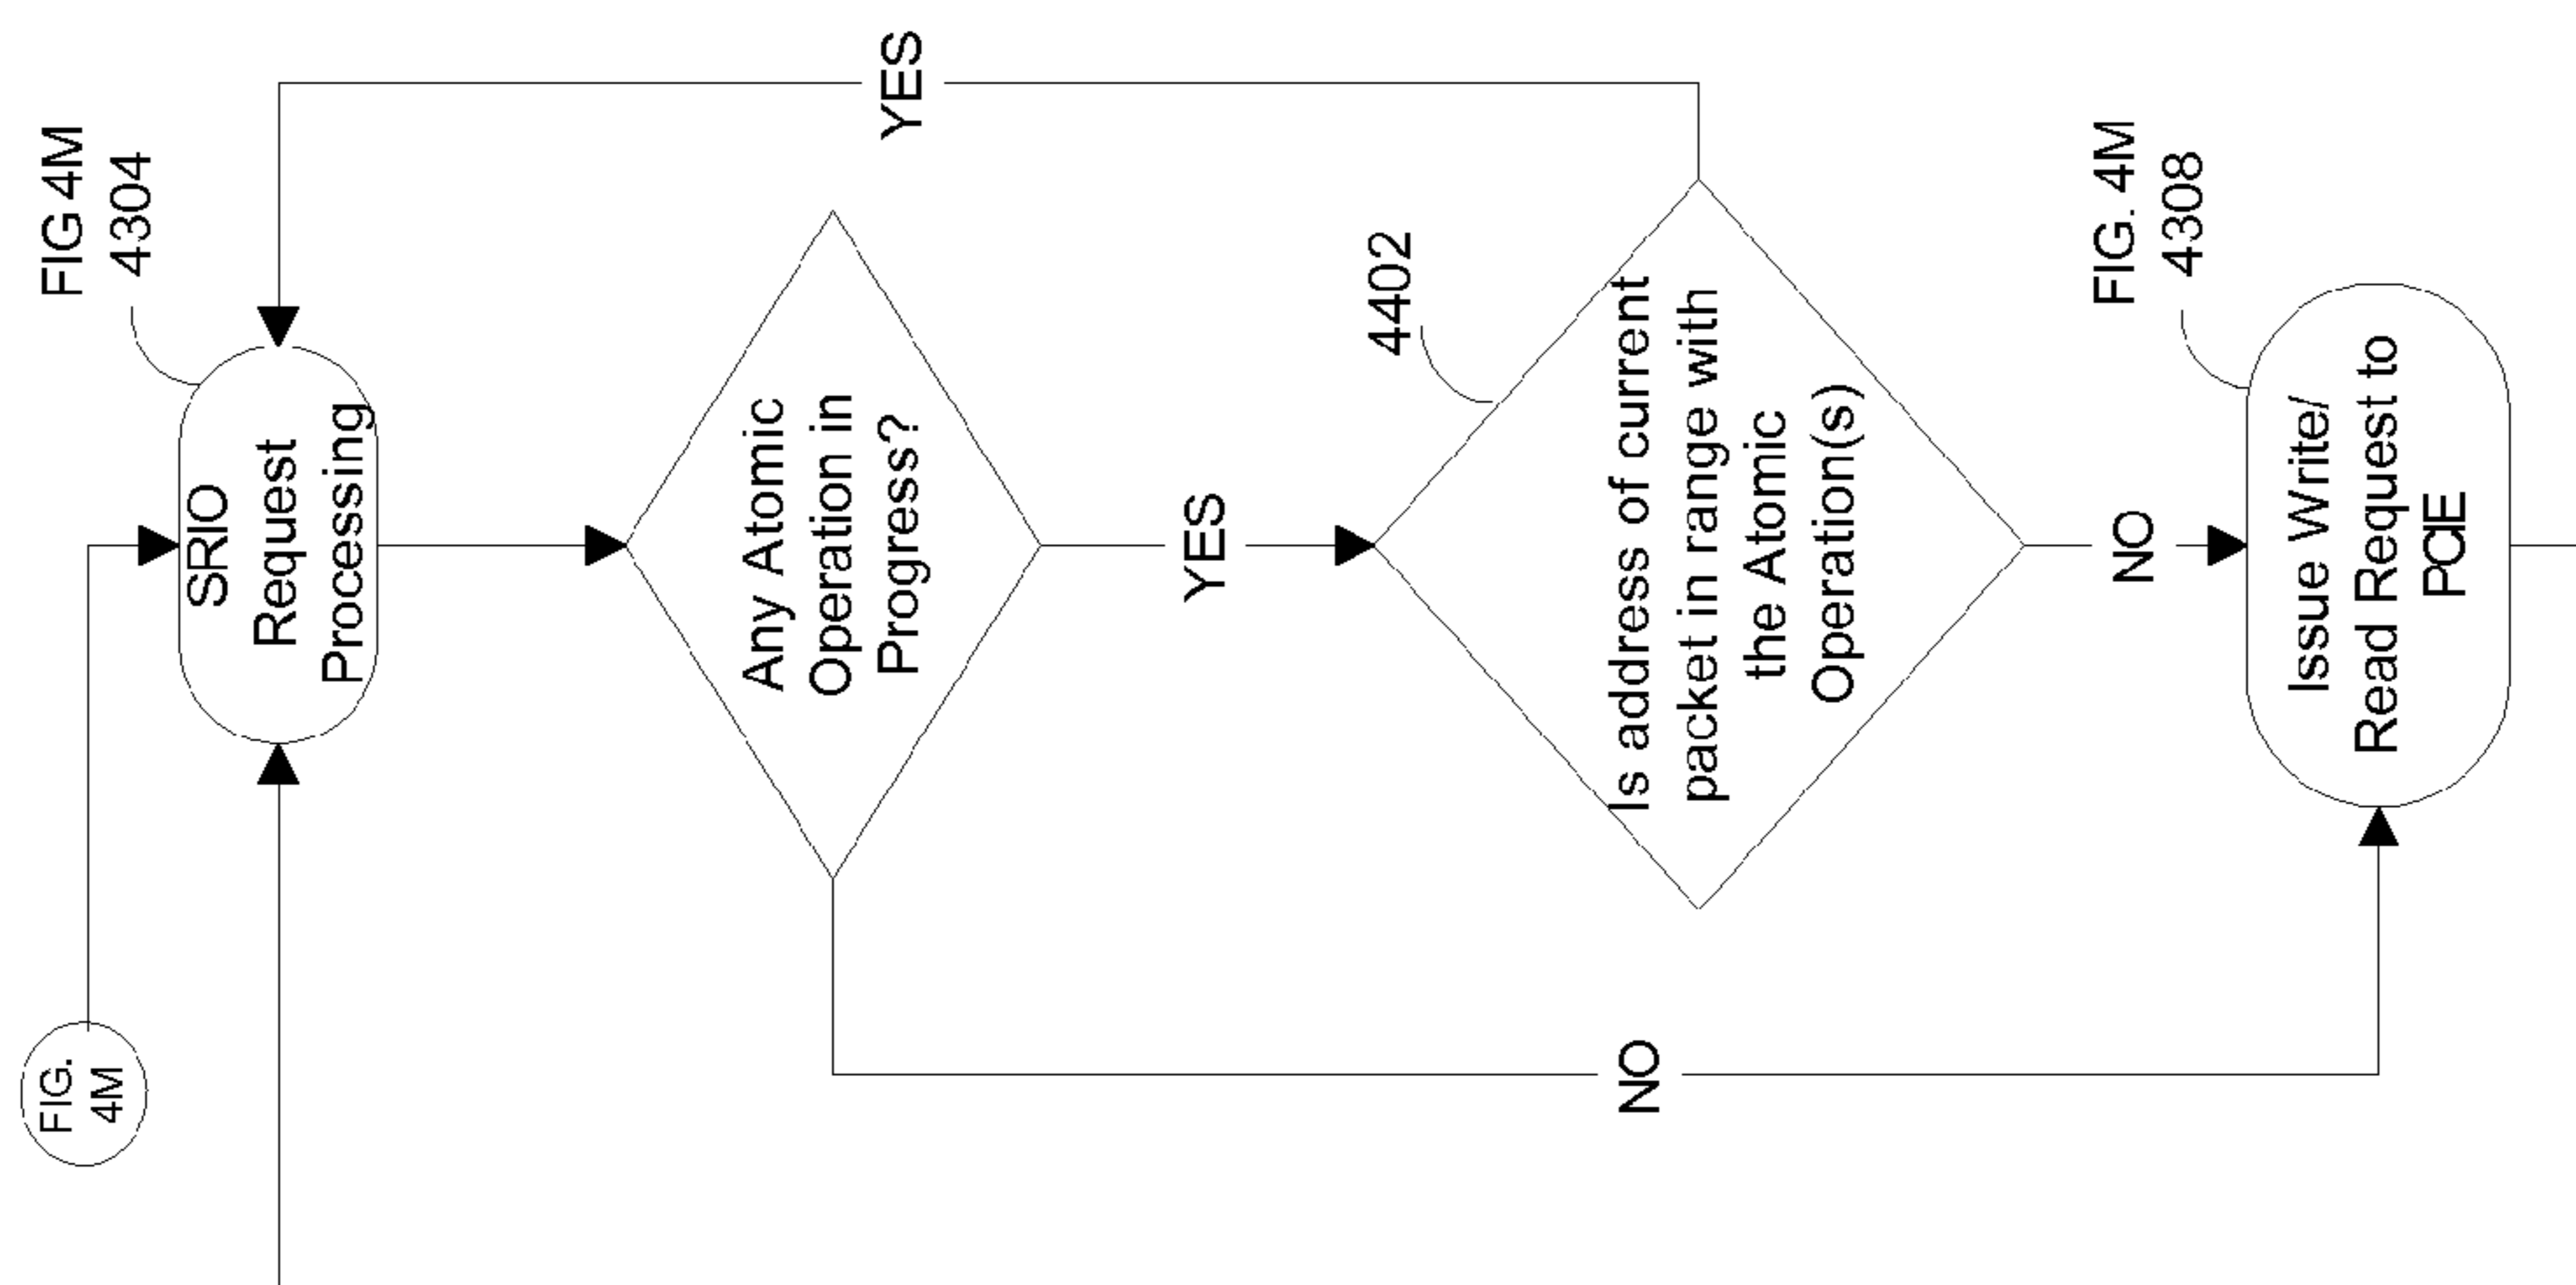 FIG.
4M
FIG 4M
4304
SRIO
Request
Processing
Any Atomic
Operation in
Progress?
YES
YES
4402
Is address of current
packet in range with
the Atomic
Operation(s)
NO
NO
FIG. 4M
4308
Issue Write/
Read Request to
PCIE